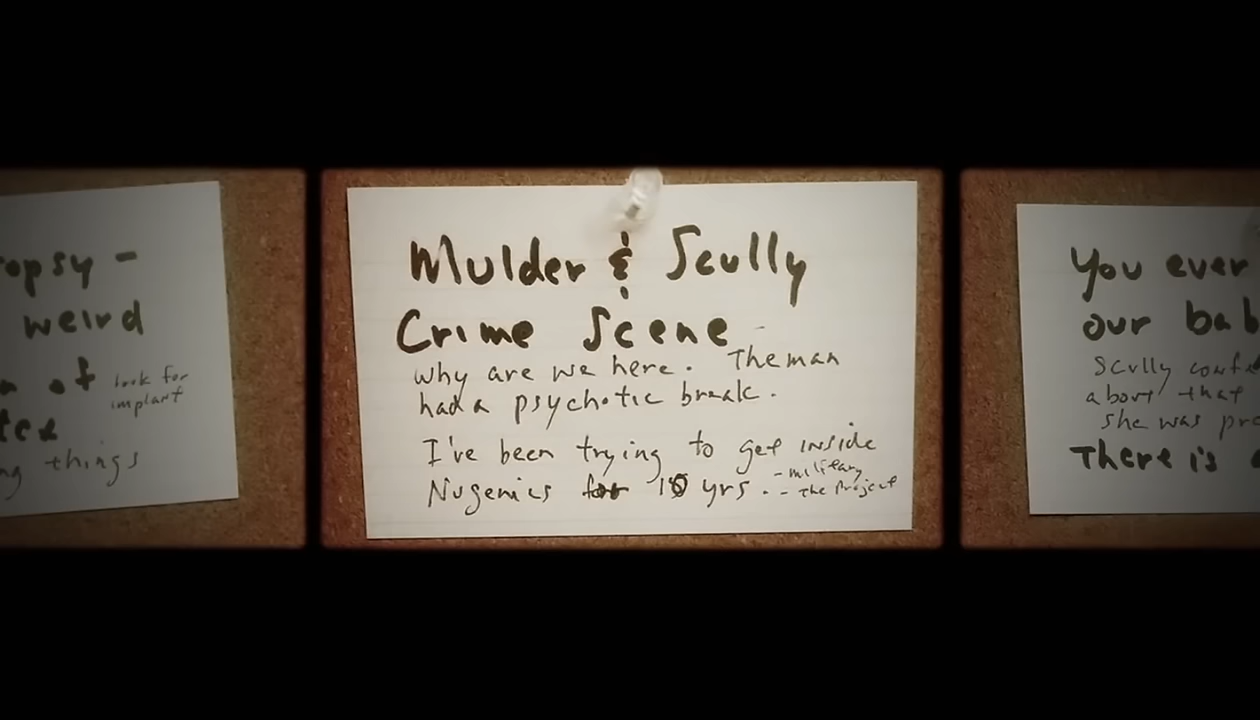 opsy -
weird
of look for
implant
things
Mulder & Scully
Crime Scene -
why are we here. The man
had a psychotic break.
I've been trying to get inside
Nugenics for 10 yrs. - military
- The Project
You ever
our bab
Scully conf
about that
she was pre
There is